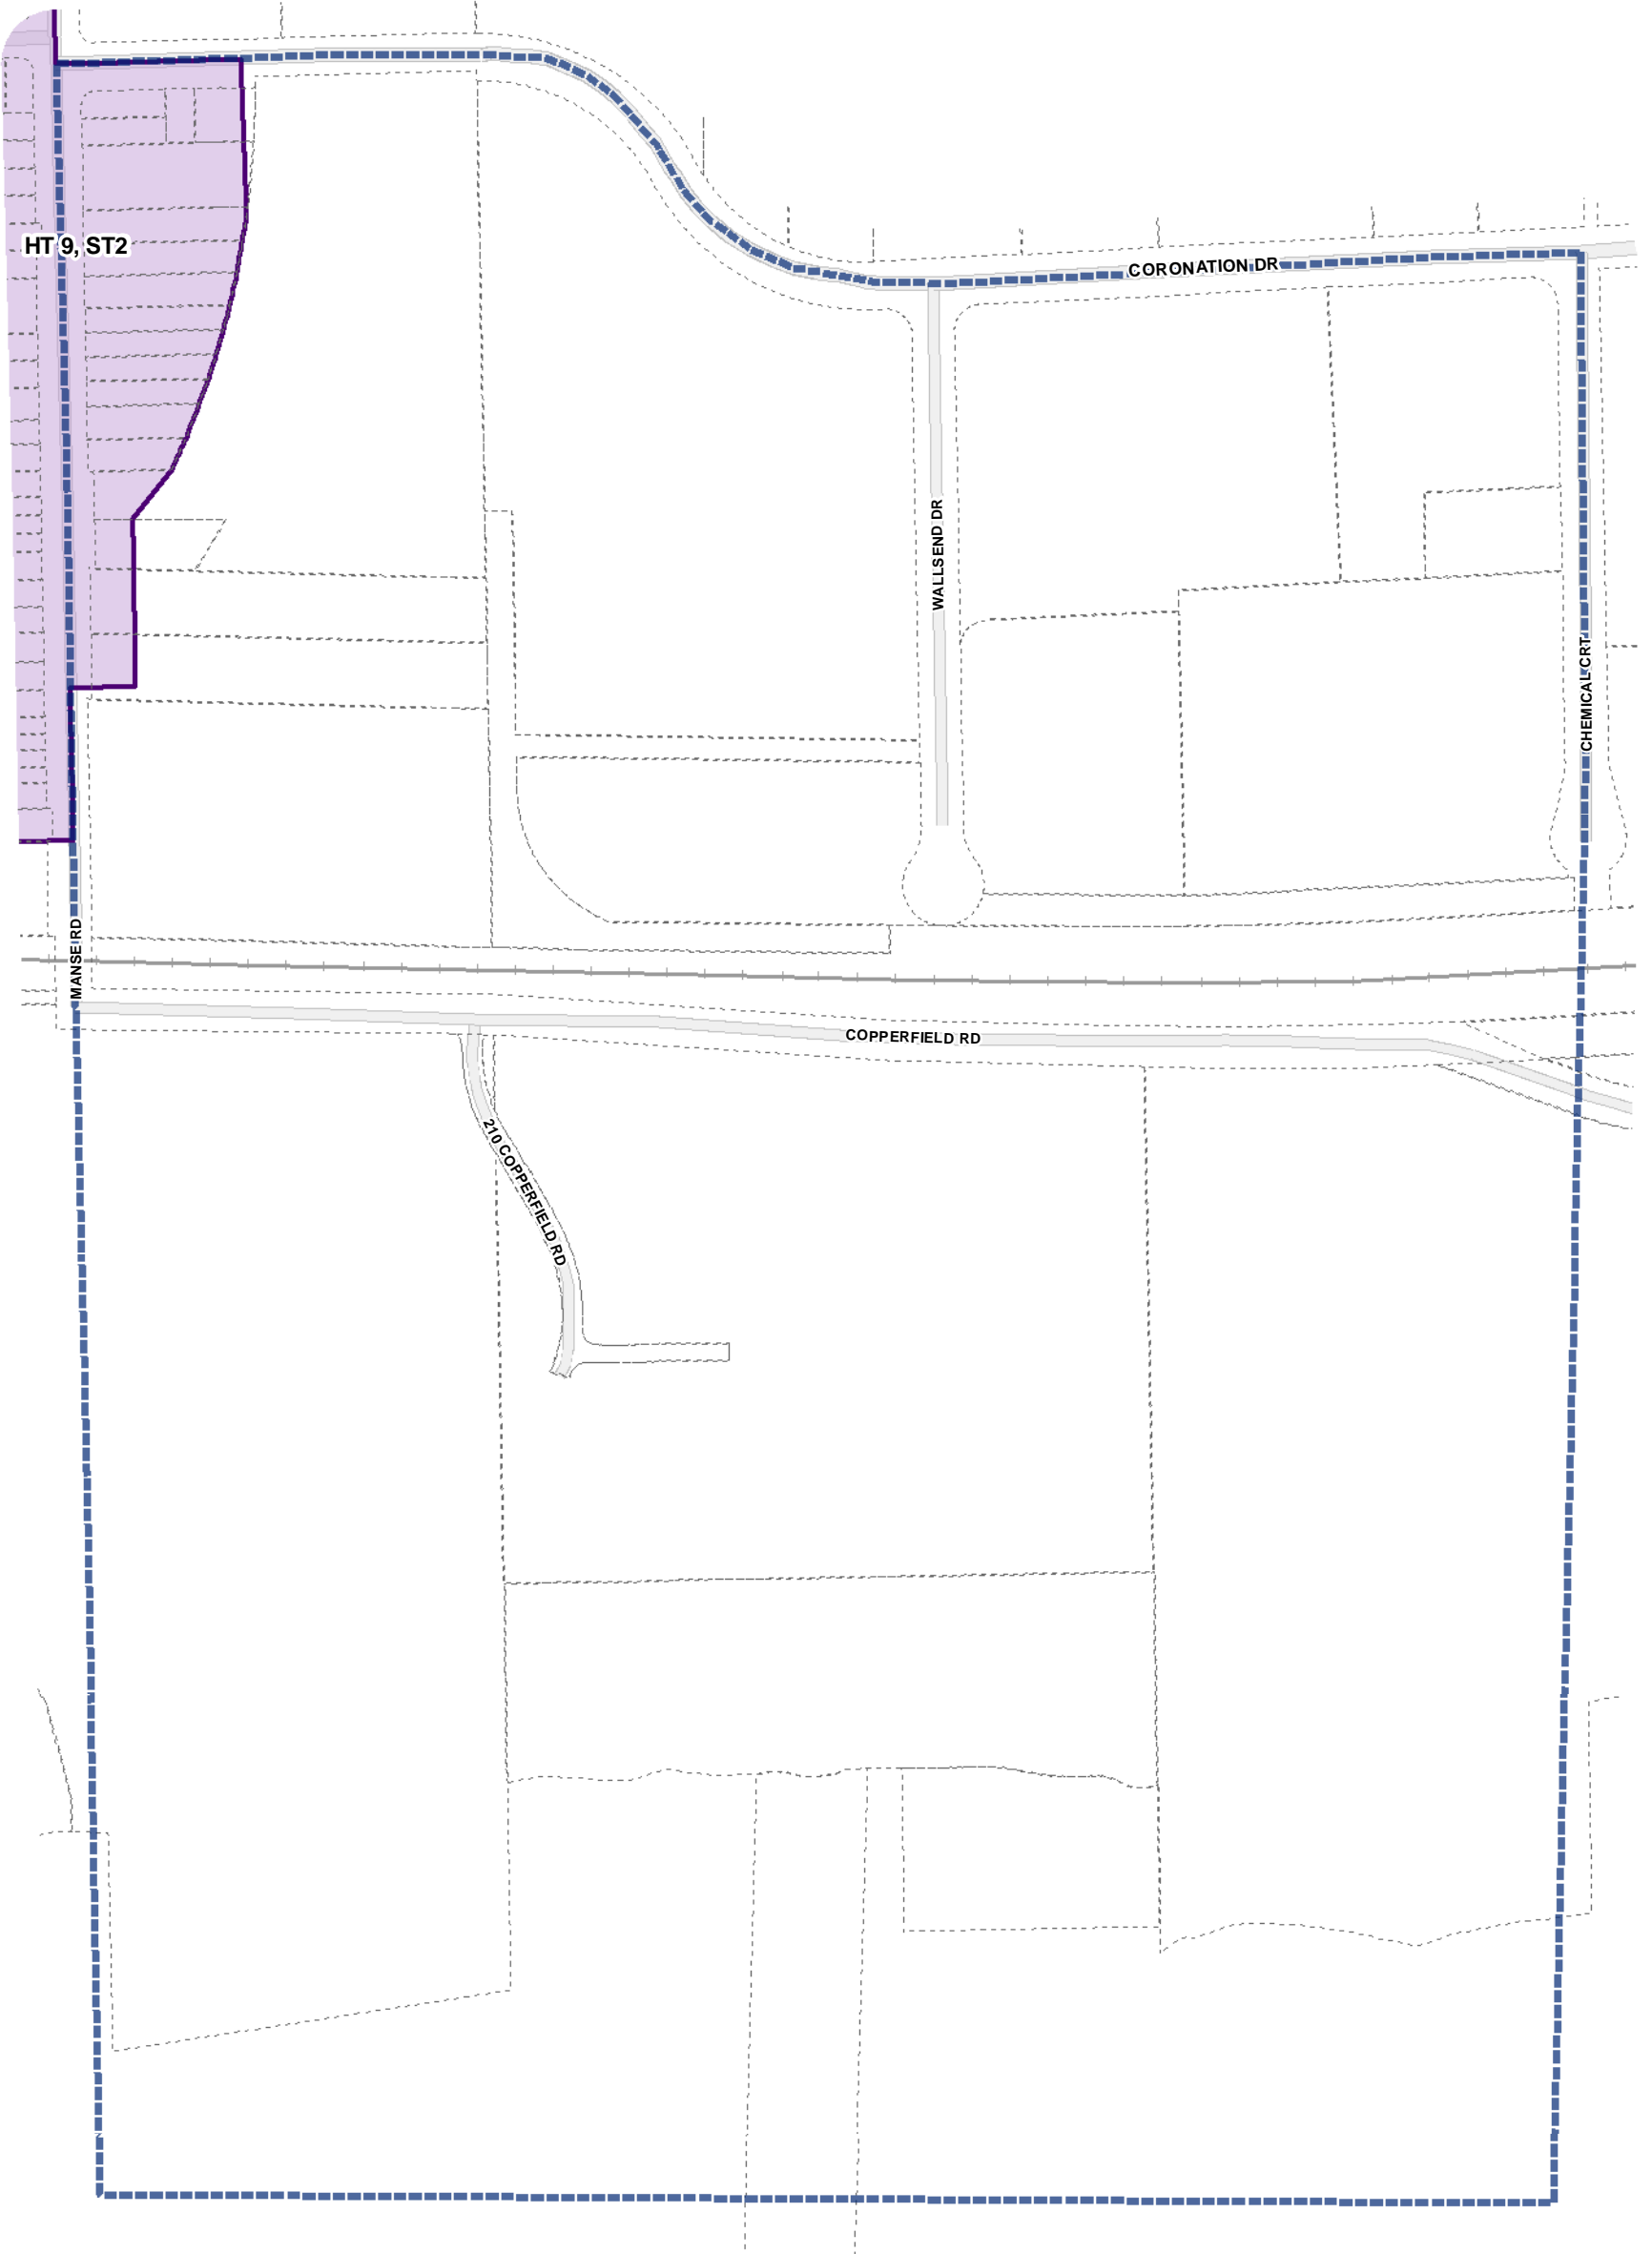 HT 9, ST2
CORONATION DR
WALLSEND DR
CHEMICAL CRT
MANSE RD
COPPERFIELD RD
210 COPPERFIELD RD